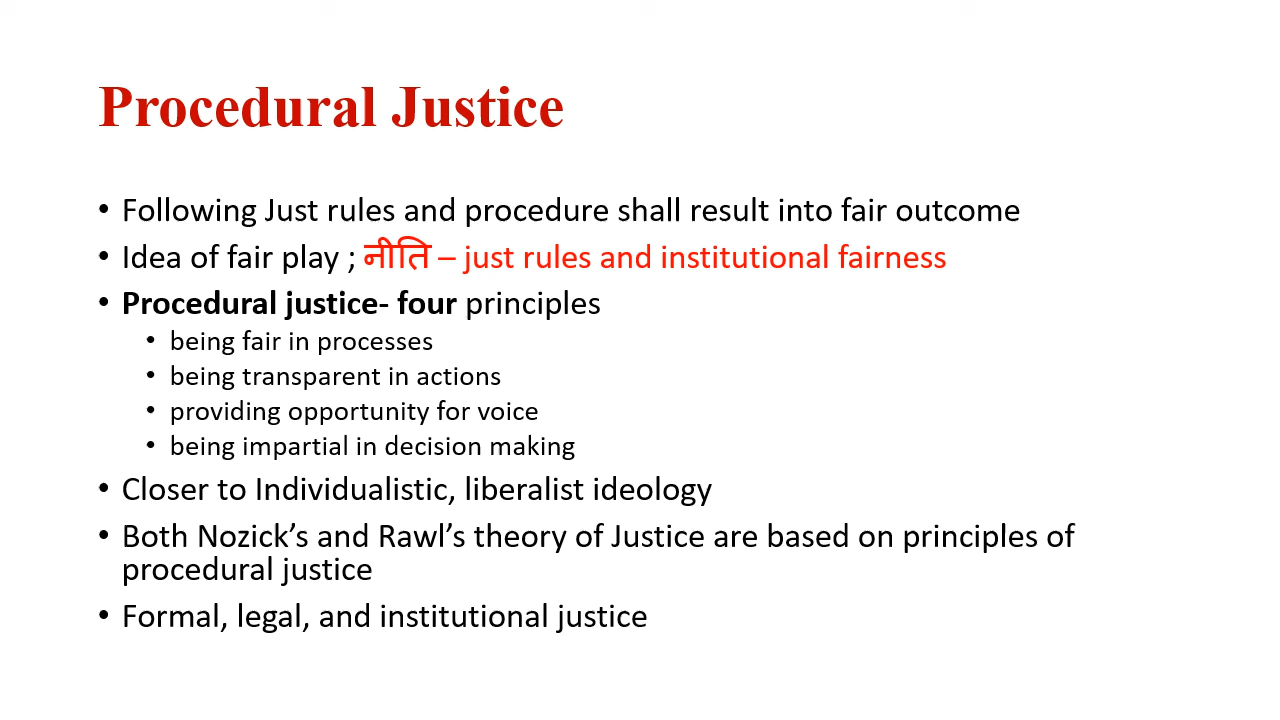 Procedural Justice
• Following Just rules and procedure shall result into fair outcome
• Idea of fair play ; नीति – just rules and institutional fairness
• Procedural justice- four principles
• being fair in processes
• being transparent in actions
• providing opportunity for voice
• being impartial in decision making
• Closer to Individualistic, liberalist ideology
• Both Nozick’s and Rawl’s theory of Justice are based on principles of
procedural justice
• Formal, legal, and institutional justice